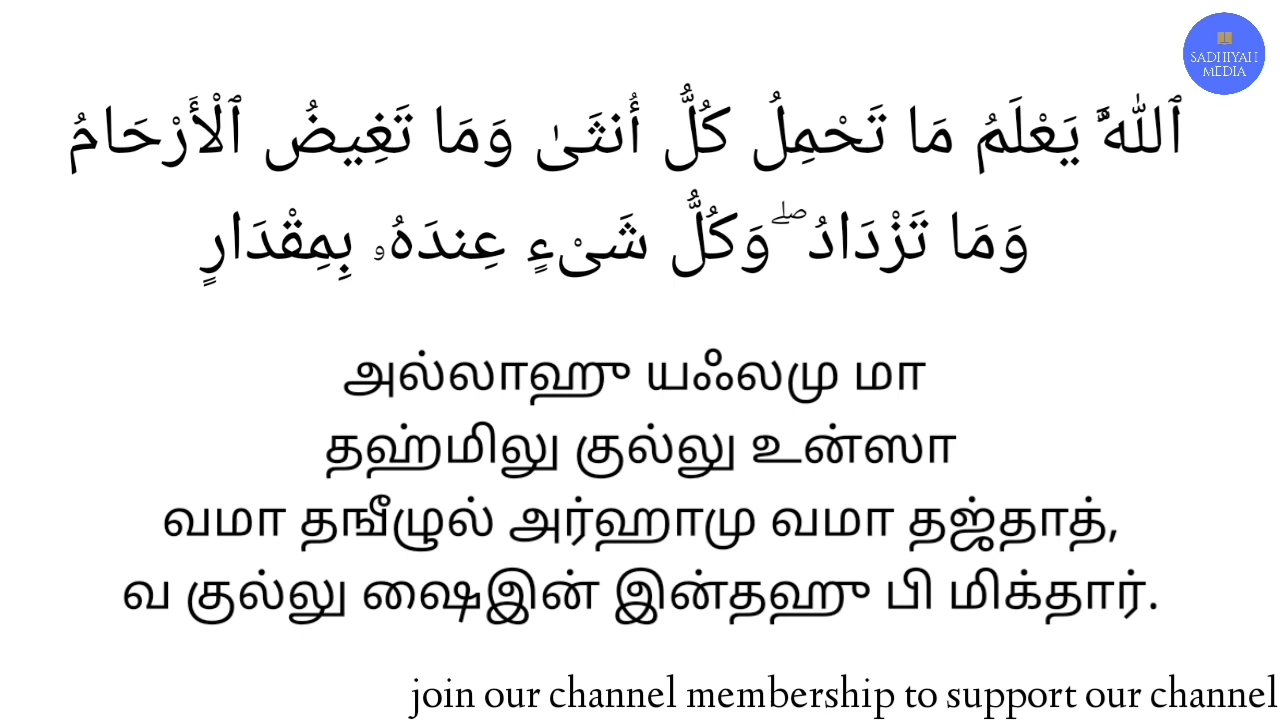 SADHIYAH
MEDIA
ٱللَّهُ يَعْلَمُ مَا تَحْمِلُ كُلُّ أُنثَىٰ وَمَا تَغِيضُ ٱلْأَرْحَامُ
وَمَا تَزْدَادُ ۖ وَكُلُّ شَىْءٍ عِندَهُۥ بِمِقْدَارٍ
அல்லாஹு யஃலமு மா
தஹ்மிலு குல்லு உன்ஸா
வமா தஙீழுல் அர்ஹாமு வமா தஜ்தாத்,
வ குல்லு ஷைஇன் இன்தஹு பி மிக்தார்.
join our channel membership to support our channel